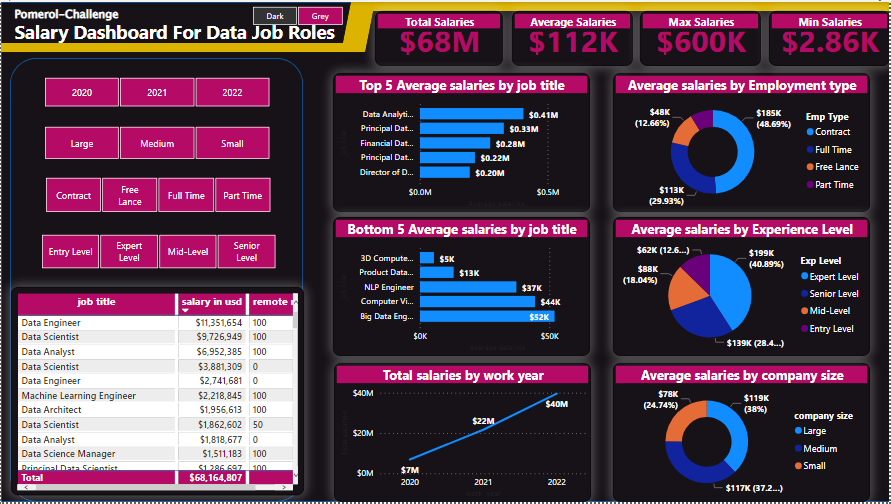 Pomerol-Challenge
Salary Dashboard For Data Job Roles
Dark
Grey
Total Salaries
$68M
Average Salaries
$112K
Max Salaries
$600K
Min Salaries
$2.86K
2020
2021
2022
Large
Medium
Small
Contract
Free
Lance
Full Time
Part Time
Entry Level
Expert
Level
Mid-Level
Senior
Level
job title salary in usd remote
Data Engineer $11,351,654 100
Data Scientist $9,726,949 100
Data Analyst $6,952,385 100
Data Scientist $3,881,309 0
Data Engineer $2,741,681 0
Machine Learning Engineer $2,218,845 100
Data Architect $1,956,613 100
Data Scientist $1,862,602 50
Data Analyst $1,818,677 0
Data Science Manager $1,511,183 100
Principal Data Scientist $1,286,697 100
Total $68,164,807
Top 5 Average salaries by job title
Data Analyti... $0.41M
Principal Dat... $0.33M
Financial Dat... $0.28M
Principal Dat... $0.22M
Director of D... $0.20M
$0.0M $0.5M
Bottom 5 Average salaries by job title
3D Compute... $5K
Product Data... $13K
NLP Engineer $37K
Computer Vi... $44K
Big Data Eng... $52K
$0K $50K
Total salaries by work year
$40M
$20M
$0M
$7M
$22M
$40M
2020 2021 2022
Average salaries by Employment type
$48K
(12.66%)
$185K
(48.69%)
$113K
(29.93%)
Emp Type
Contract
Full Time
Free Lance
Part Time
Average salaries by Experience Level
$62K (12.6...)
$88K
(18.04%)
$199K
(40.89%)
$139K (28.4...)
Exp Level
Expert Level
Senior Level
Mid-Level
Entry Level
Average salaries by company size
$78K
(24.74%)
$119K
(38%)
$117K (37.2...)
company size
Large
Medium
Small